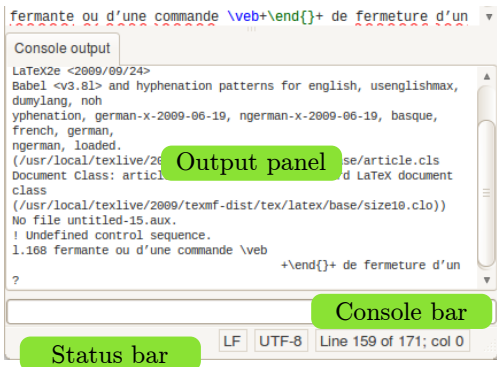 fermante ou d'une commande \veb+\end{}+ de fermeture d'un
Console output
LaTeX2e <2009/09/24>
Babel <v3.8l> and hyphenation patterns for english, usenglishmax,
dumylang, noh
yphenation, german-x-2009-06-19, ngerman-x-2009-06-19, basque,
french, german,
ngerman, loaded.
(/usr/local/texlive/20 se/article.cls
Document Class: articl rd LaTeX document
class
(/usr/local/texlive/2009/texmf-dist/tex/latex/base/size10.clo))
No file untitled-15.aux.
! Undefined control sequence.
l.168 fermante ou d'une commande \veb
+\end{}+ de fermeture d'un
?
Output panel
Console bar
LF UTF-8 Line 159 of 171; col 0
Status bar